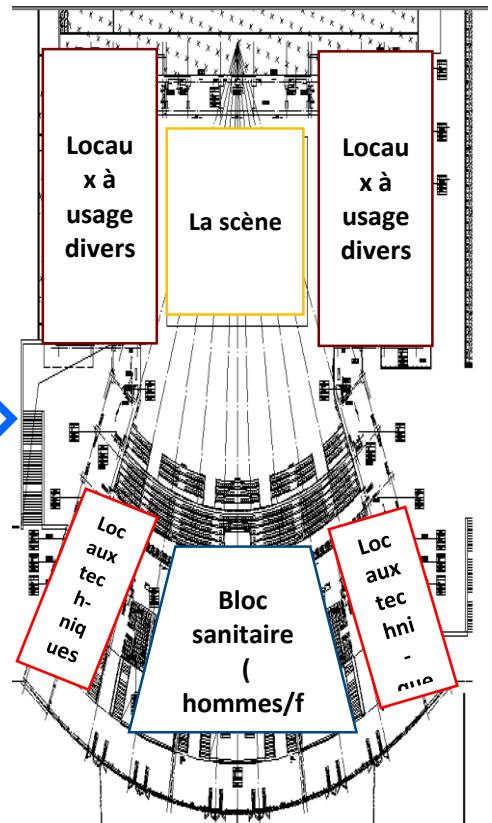 Locau
x à
usage
divers
La scène
Locau
x à
usage
divers
Loc
aux
tec
h-
niq
ues
Bloc
sanitaire
(
hommes/f
Loc
aux
tec
hni
-
que